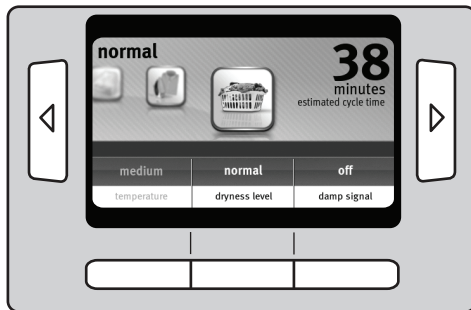 normal
38
minutes
estimated cycle time
medium normal off
temperature dryness level damp signal